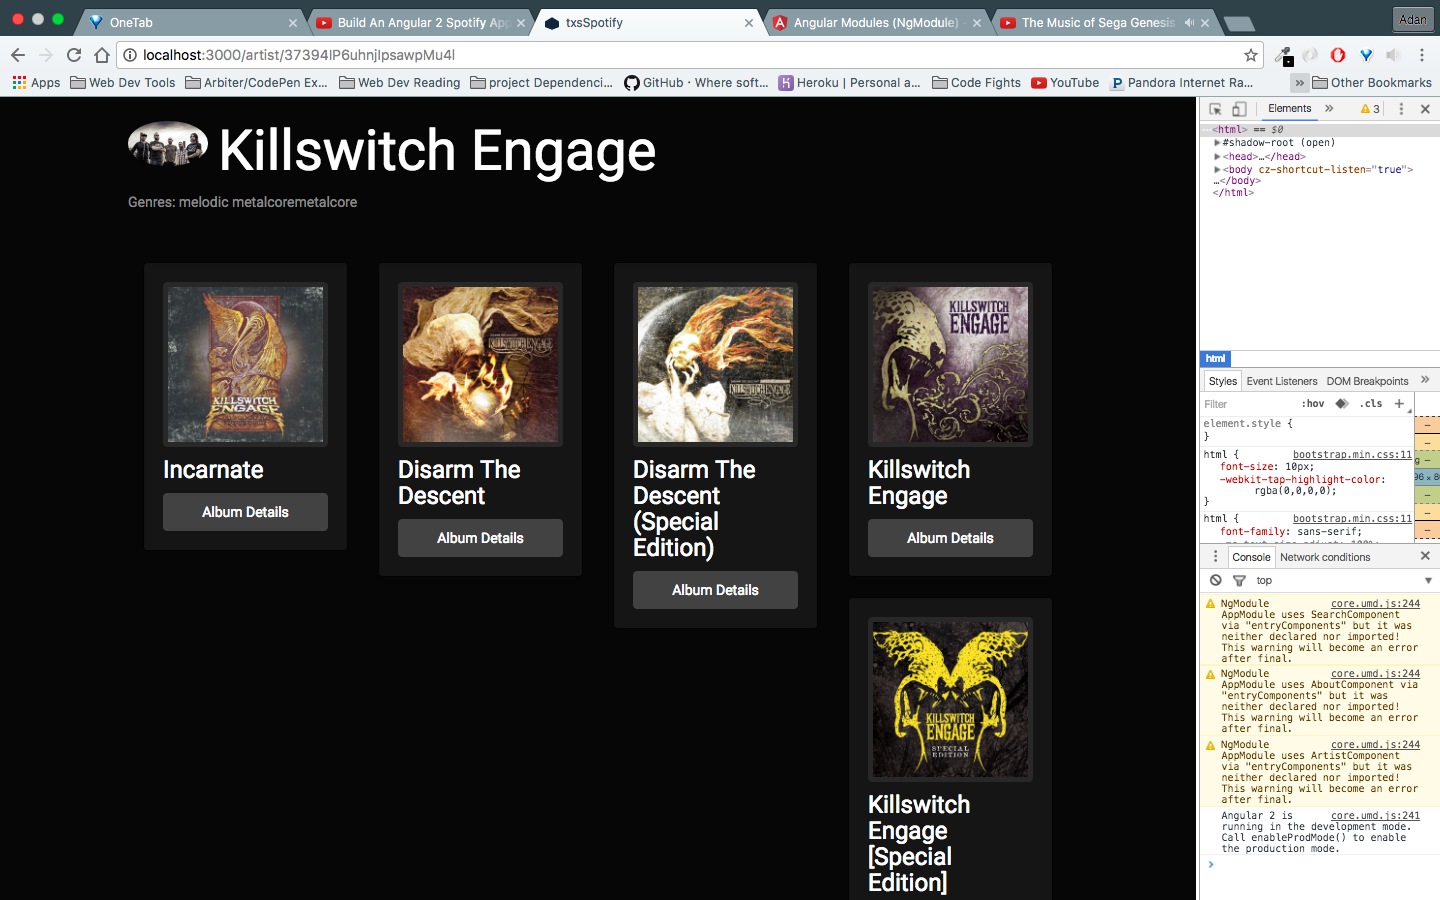 OneTab
Build An Angular 2 Spotify App
txsSpotify
Angular Modules (NgModule) -
The Music of Sega Genesis
Adan
localhost:3000/artist/37394IP6uhnjIpsawpMu4l
Apps
Web Dev Tools
Arbiter/CodePen Ex...
Web Dev Reading
project Dependenci...
GitHub · Where soft...
Heroku | Personal a...
Code Fights
YouTube
Pandora Internet Ra...
»
Other Bookmarks
Killswitch Engage
Genres: melodic metalcoremetalcore
KILLSWITCH
ENGAGE
Incarnate
Album Details
KILLSWITCH ENGAGE
Disarm The
Descent
Album Details
KILLSWITCH ENGAGE
Disarm The
Descent
(Special
Edition)
Album Details
KILLSWITCH
ENGAGE
Killswitch
Engage
Album Details
KILLSWITCH
ENGAGE
SPECIAL
EDITION
Killswitch
Engage
[Special
Edition]
Elements
»
3
<html> == $0
#shadow-root (open)
<head>…</head>
<body cz-shortcut-listen="true">
…</body>
</html>
html
Styles
Event Listeners
DOM Breakpoints
»
Filter
:hov
.cls
+
element.style {
}
html {
bootstrap.min.css:11
font-size: 10px;
-webkit-tap-highlight-color:
rgba(0,0,0,0);
}
html {
bootstrap.min.css:11
font-family: sans-serif;
Console
Network conditions
top
NgModule
core.umd.js:244
AppModule uses SearchComponent
via "entryComponents" but it was
neither declared nor imported!
This warning will become an error
after final.
NgModule
core.umd.js:244
AppModule uses AboutComponent via
"entryComponents" but it was
neither declared nor imported!
This warning will become an error
after final.
NgModule
core.umd.js:244
AppModule uses ArtistComponent
via "entryComponents" but it was
neither declared nor imported!
This warning will become an error
after final.
Angular 2 is
core.umd.js:241
running in the development mode.
Call enableProdMode() to enable
the production mode.